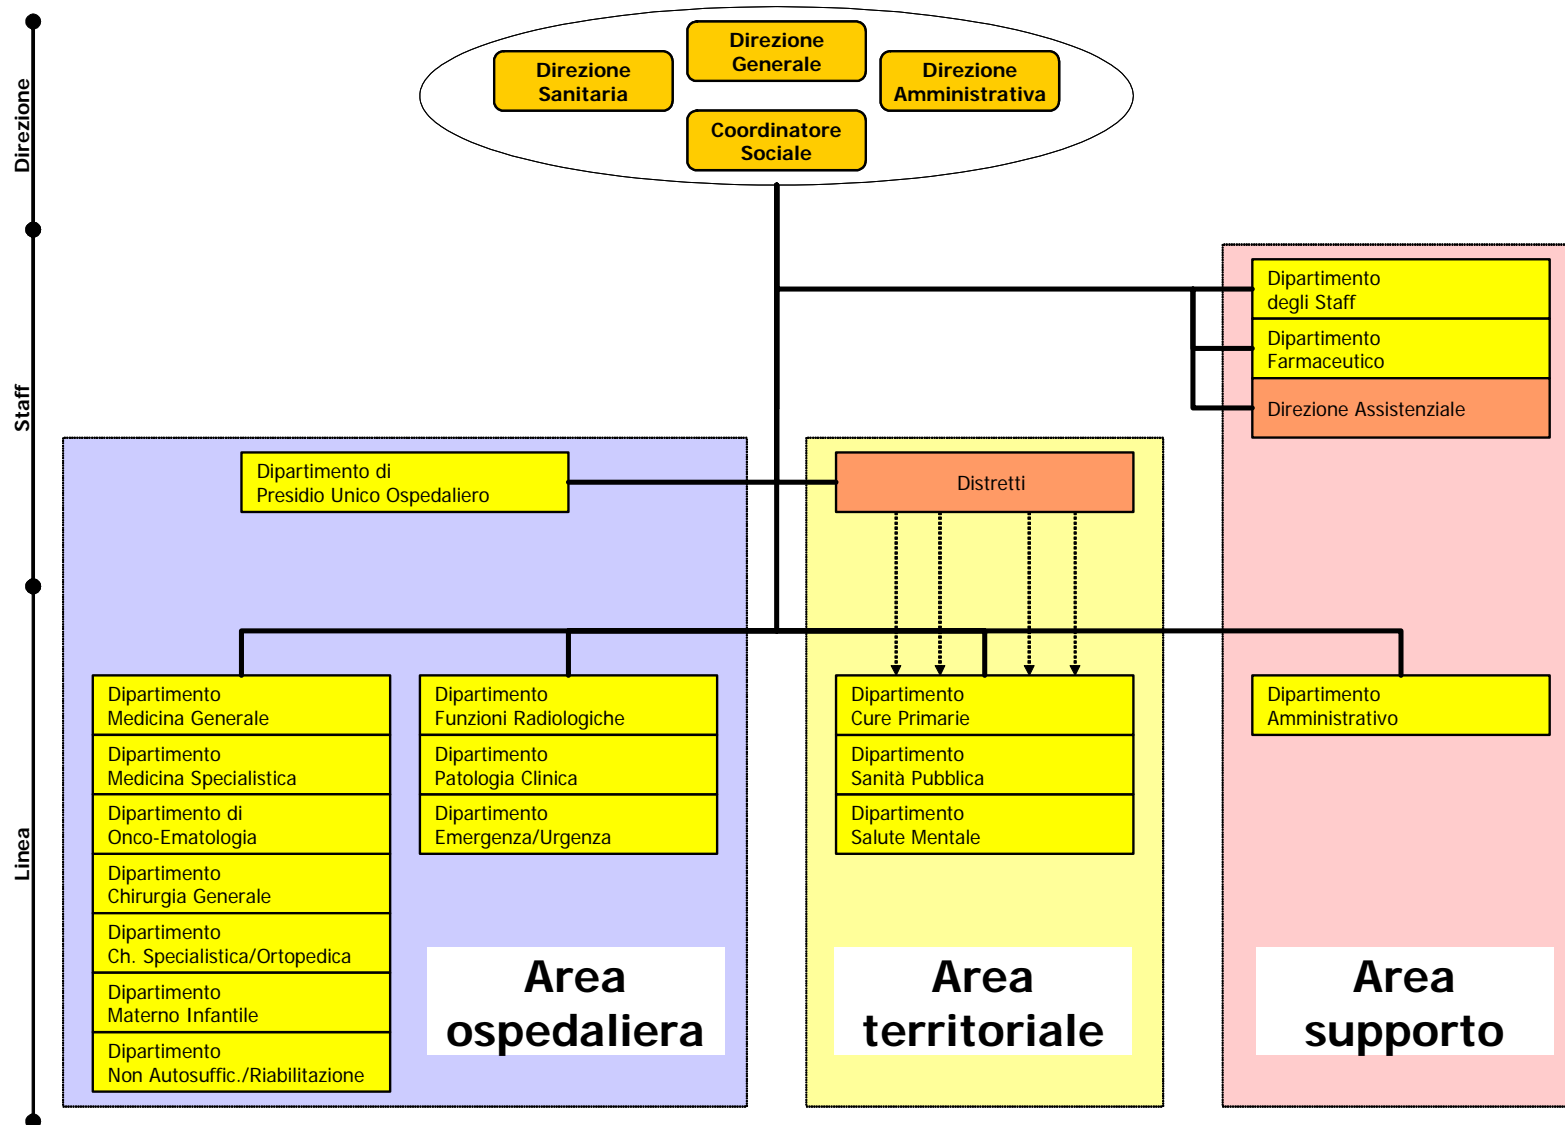 Direzione
Direzione
Generale
Direzione
Sanitaria
Direzione
Amministrativa
Coordinatore
Sociale
Staff
Dipartimento
degli Staff
Dipartimento
Farmaceutico
Direzione Assistenziale
Dipartimento di
Presidio Unico Ospedaliero
Distretti
Linea
Dipartimento
Medicina Generale
Dipartimento
Medicina Specialistica
Dipartimento di
Onco-Ematologia
Dipartimento
Chirurgia Generale
Dipartimento
Ch. Specialistica/Ortopedica
Dipartimento
Materno Infantile
Dipartimento
Non Autosuffic./Riabilitazione
Dipartimento
Funzioni Radiologiche
Dipartimento
Patologia Clinica
Dipartimento
Emergenza/Urgenza
Dipartimento
Cure Primarie
Dipartimento
Sanità Pubblica
Dipartimento
Salute Mentale
Dipartimento
Amministrativo
Area
ospedaliera
Area
territoriale
Area
supporto